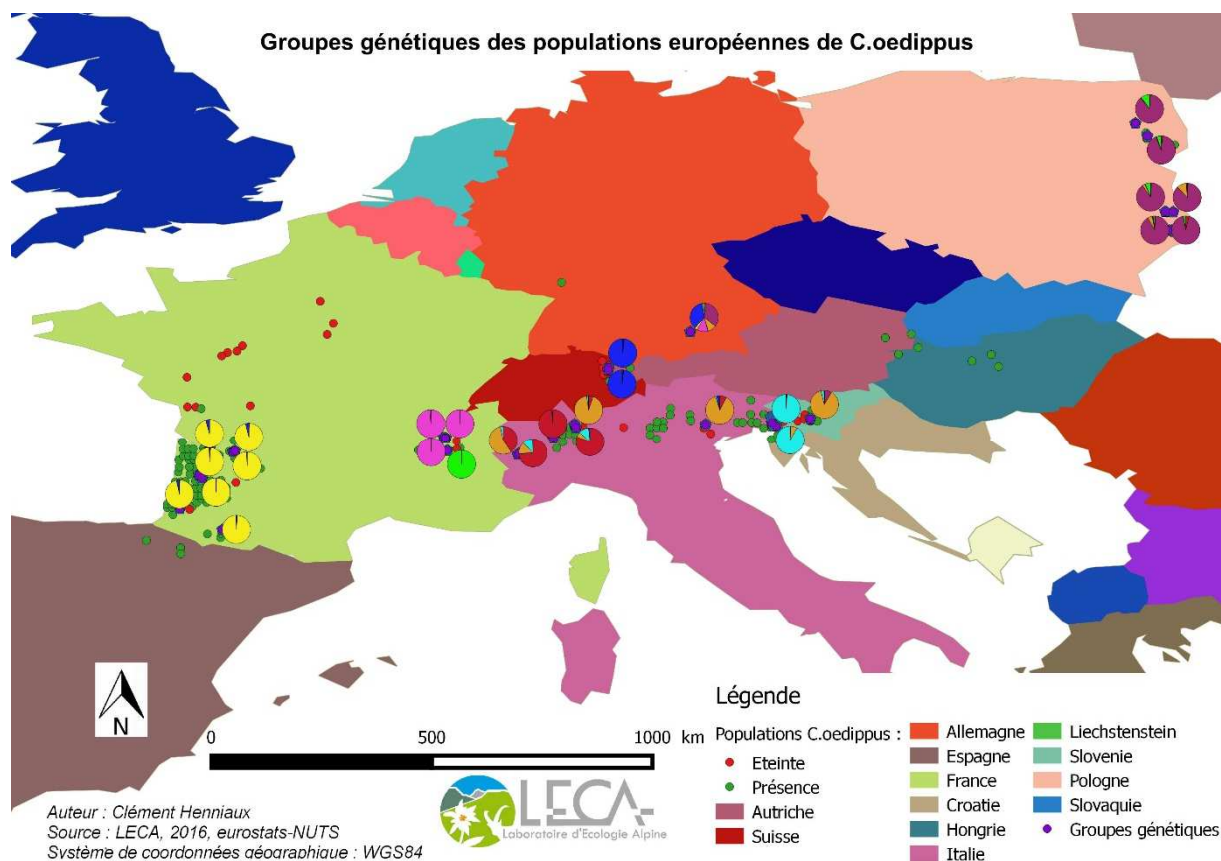 Groupes génétiques des populations européennes de C.oedippus
N
0 500 1000 km
LECA
Laboratoire d'Ecologie Alpine
Auteur : Clément Henniaux
Source : LECA, 2016, eurostats-NUTS
Système de coordonnées géographique : WGS84
Légende
Populations C.oedippus :
Eteinte
Présence
Autriche
Suisse
Allemagne
Espagne
France
Croatie
Hongrie
Italie
Liechstenstein
Slovenie
Pologne
Slovaquie
Groupes génétiques